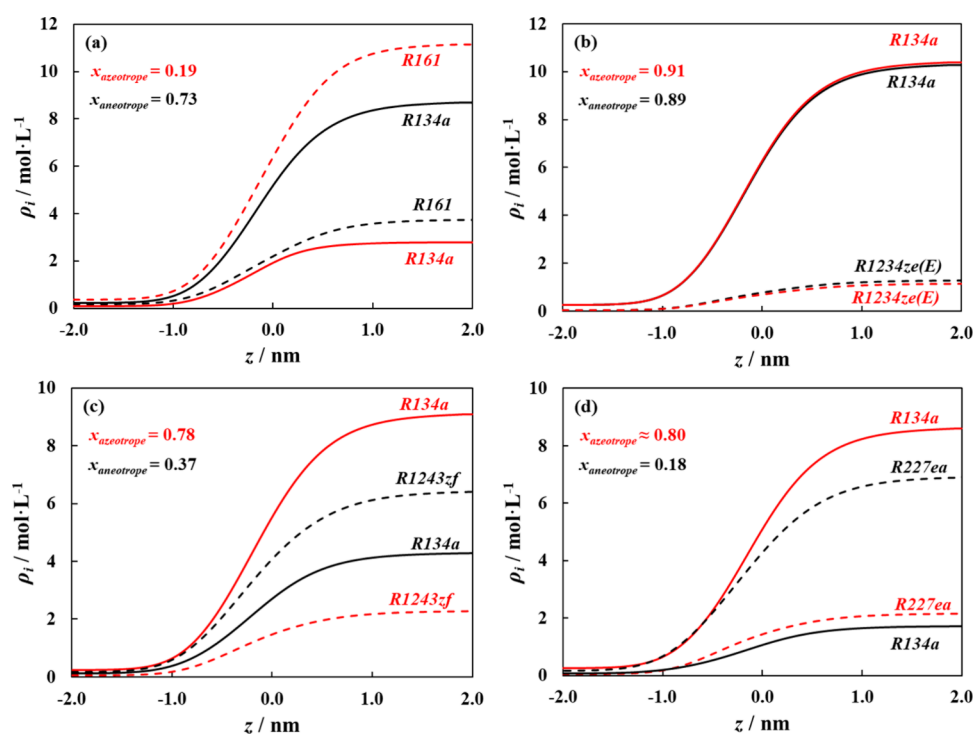 (a)
x_azeotrope = 0.19
x_aneotrope = 0.73
R161
R134a
R161
R134a
12
10
8
6
4
2
0
ρi / mol·L⁻¹
-2.0 -1.0 0.0 1.0 2.0
z / nm
(b)
x_azeotrope = 0.91
x_aneotrope = 0.89
R134a
R134a
R1234ze(E)
R1234ze(E)
12
10
8
6
4
2
0
ρi / mol·L⁻¹
-2.0 -1.0 0.0 1.0 2.0
z / nm
(c)
x_azeotrope = 0.78
x_aneotrope = 0.37
R134a
R1243zf
R134a
R1243zf
10
8
6
4
2
0
ρi / mol·L⁻¹
-2.0 -1.0 0.0 1.0 2.0
z / nm
(d)
x_azeotrope ≈ 0.80
x_aneotrope = 0.18
R134a
R227ea
R227ea
R134a
10
8
6
4
2
0
ρi / mol·L⁻¹
-2.0 -1.0 0.0 1.0 2.0
z / nm